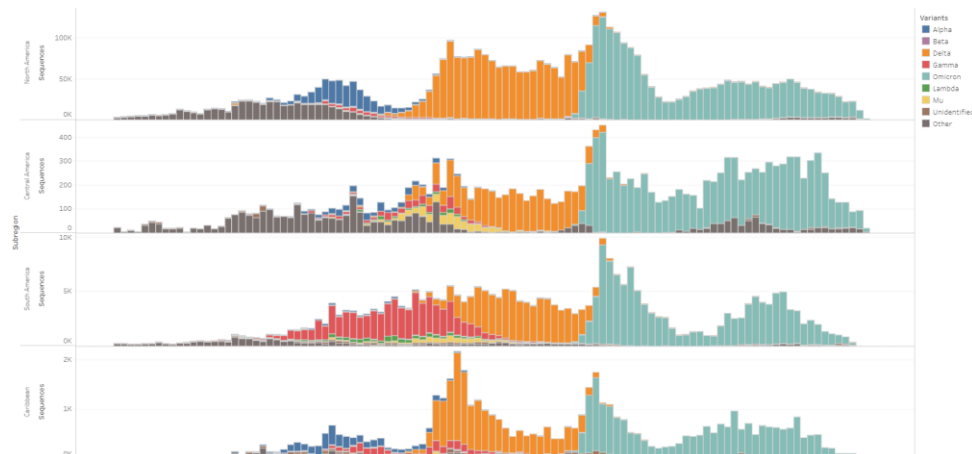 Variants
Alpha
Beta
Delta
Gamma
Omicron
Lambda
Mu
Unidentified
Other
Subregion
North America
Sequences
100K
50K
0K
Central America
Sequences
400
300
200
100
0
South America
Sequences
10K
5K
0K
Caribbean
Sequences
2K
1K
0K